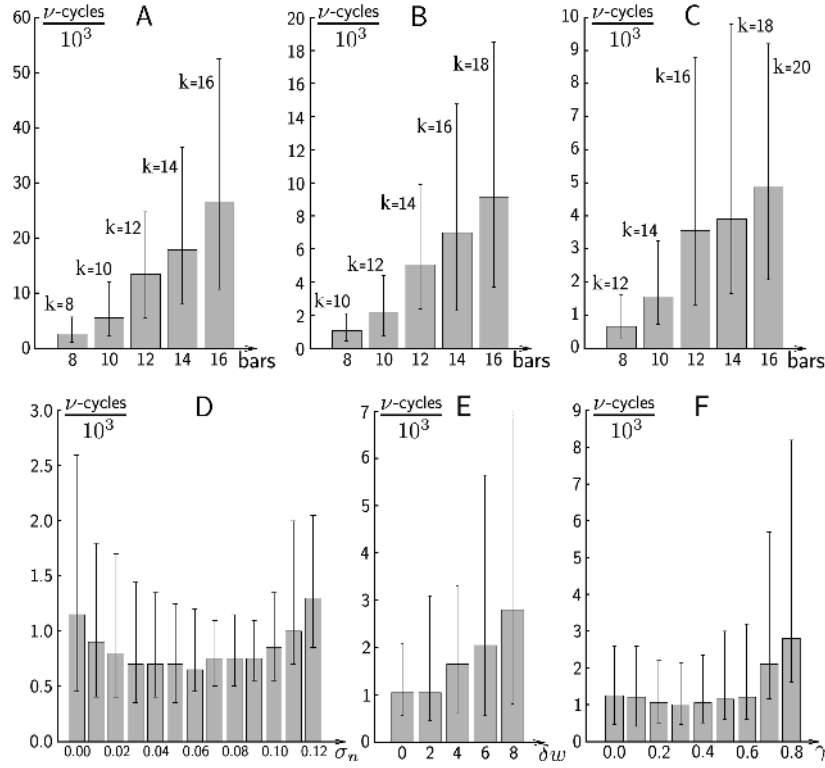 ν-cycles
10³
A
60
50
40
30
20
10
0
k=8
k=10
k=12
k=14
k=16
8 10 12 14 16 bars
ν-cycles
10³
B
20
18
16
14
12
10
8
6
4
2
0
k=10
k=12
k=14
k=16
k=18
8 10 12 14 16 bars
ν-cycles
10³
C
10
9
8
7
6
5
4
3
2
1
0
k=12
k=14
k=16
k=18
k=20
8 10 12 14 16 bars
ν-cycles
10³
D
3.0
2.5
2.0
1.5
1.0
0.5
0.0
0.00 0.02 0.04 0.06 0.08 0.10 0.12 σn
ν-cycles
10³
E
7
6
5
4
3
2
1
0 2 4 6 8 δw
ν-cycles
10³
F
9
8
7
6
5
4
3
2
1
0
0.0 0.2 0.4 0.6 0.8